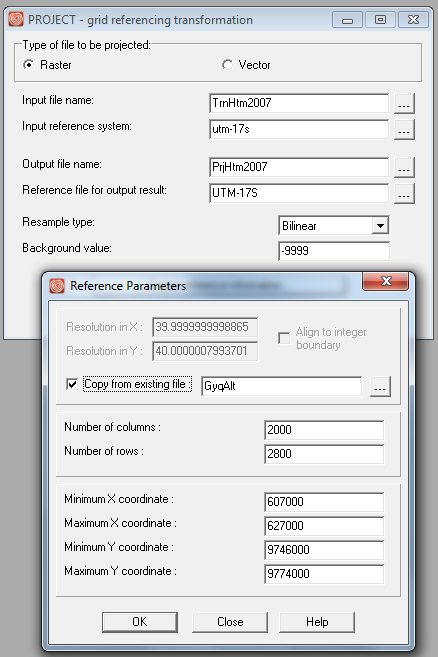 PROJECT - grid referencing transformation
Type of file to be projected:
Raster Vector
Input file name: TrnHtm2007 ...
Input reference system: utm-17s ...
Output file name: PrjHtm2007 ...
Reference file for output result: UTM-17S ...
Resample type: Bilinear
Background value: -9999
Reference Parameters
Resolution in X : 39.9999999998865
Resolution in Y : 40.0000007993701
Align to integer boundary
Copy from existing file : GyqAlt ...
Number of columns : 2000
Number of rows : 2800
Minimum X coordinate : 607000
Maximum X coordinate : 627000
Minimum Y coordinate : 9746000
Maximum Y coordinate : 9774000
OK Close Help